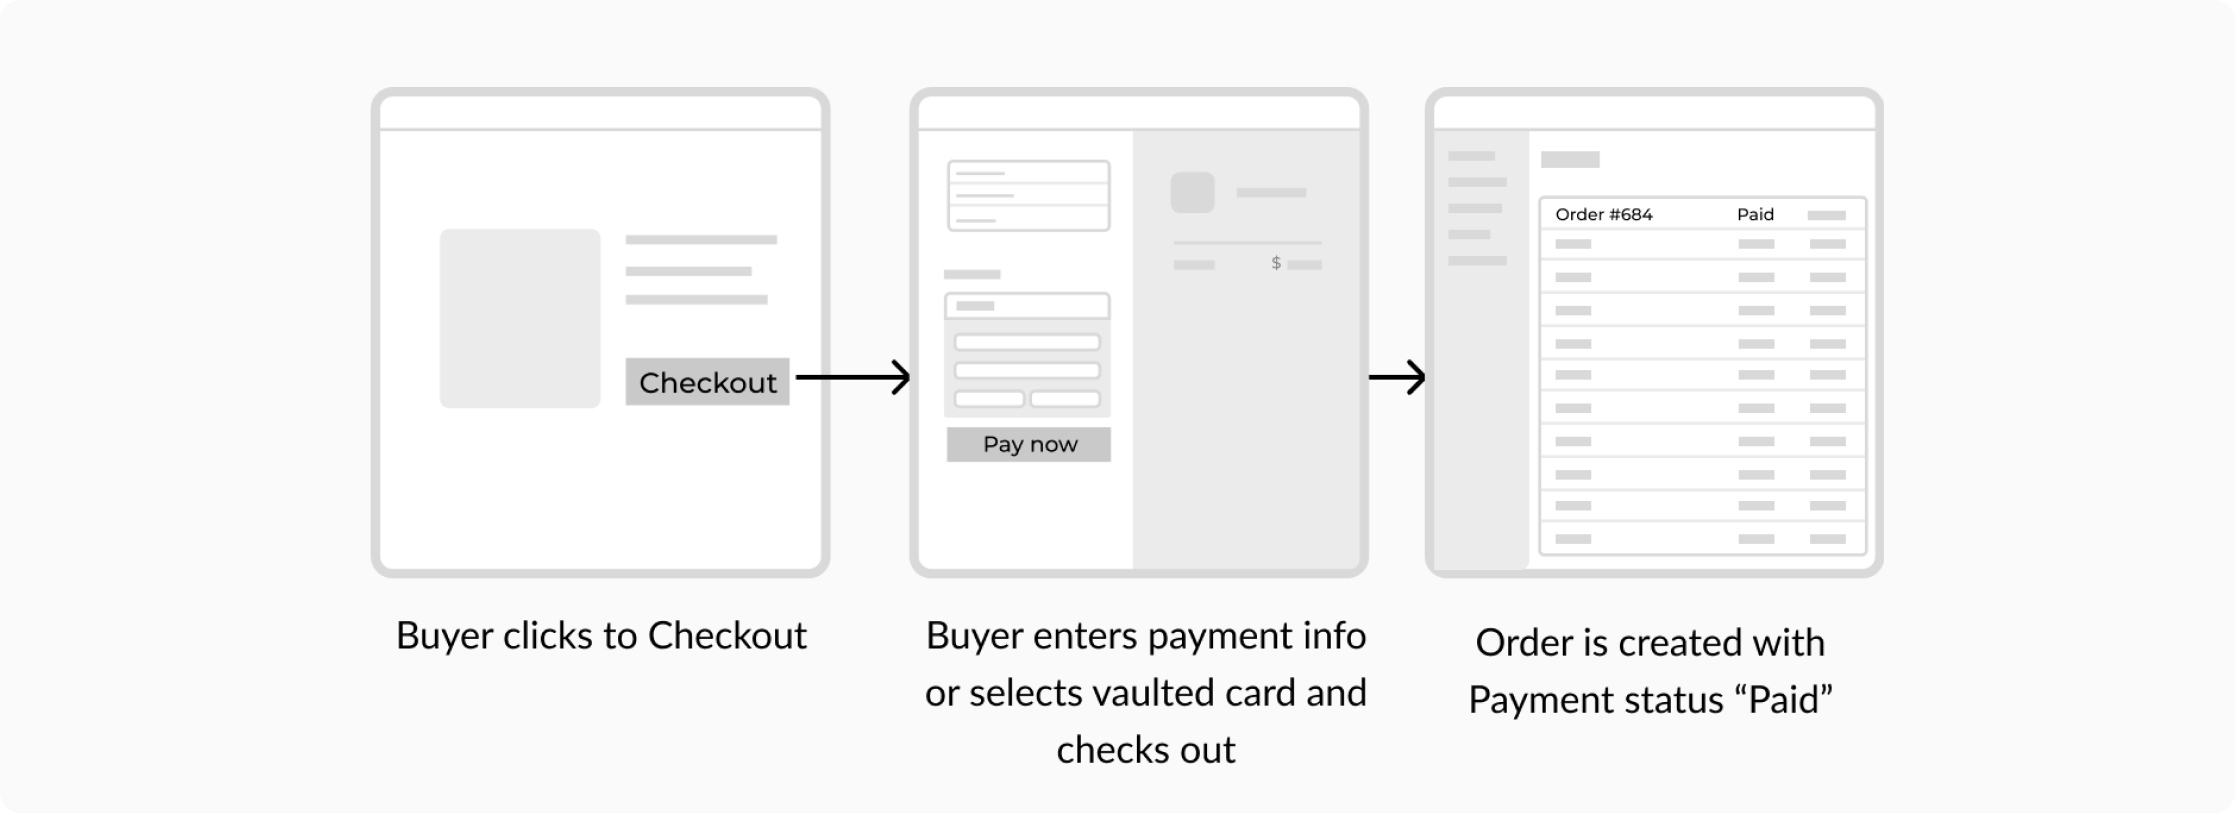 Checkout
Pay now
$
Order #684 Paid
Buyer clicks to Checkout
Buyer enters payment info
or selects vaulted card and
checks out
Order is created with
Payment status “Paid”